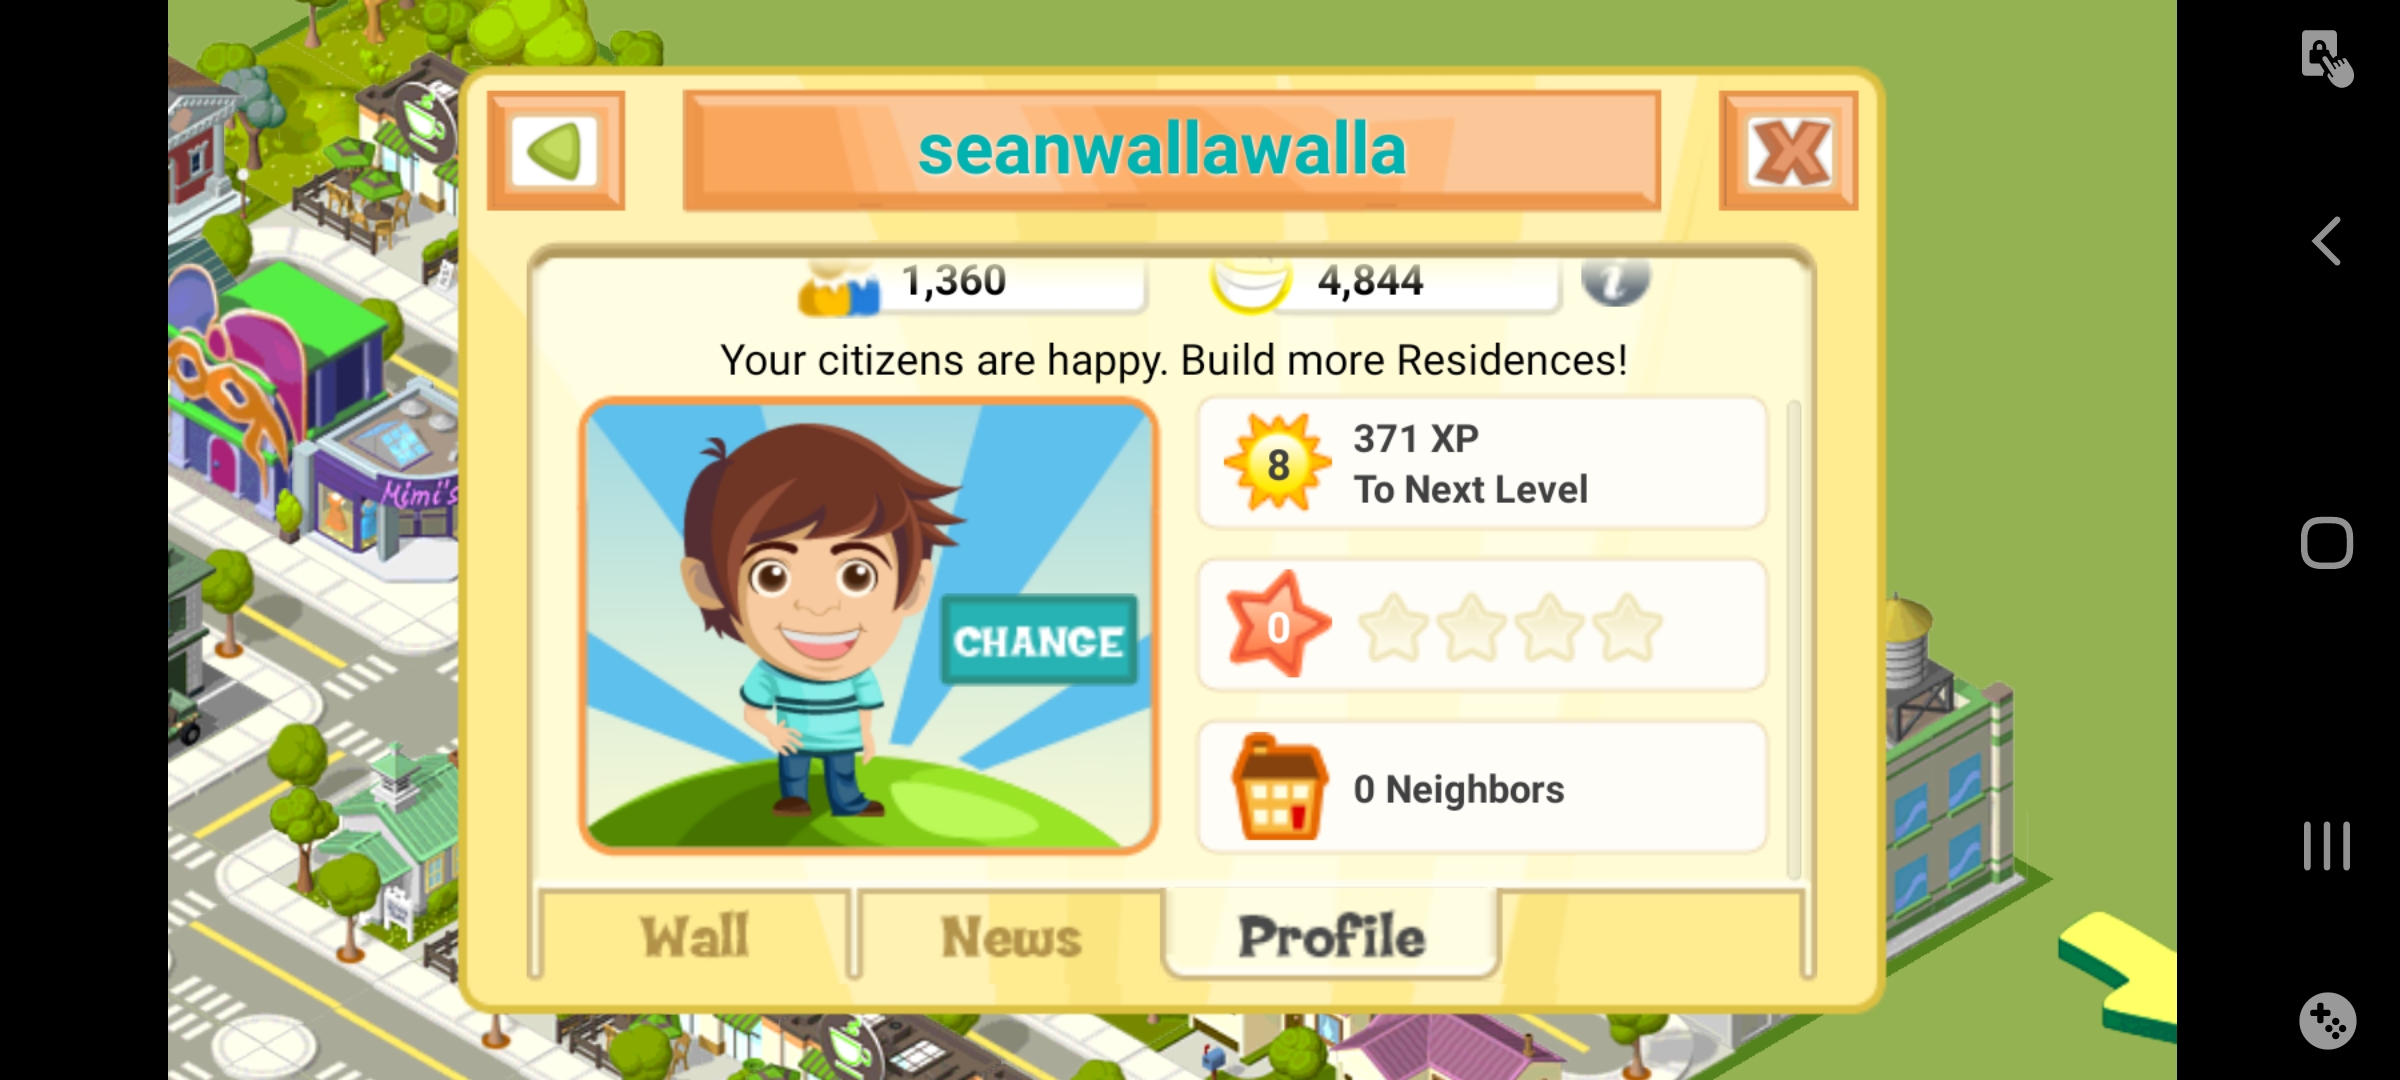 seanwallawalla
1,360
4,844
i
Your citizens are happy. Build more Residences!
8
371 XP
To Next Level
CHANGE
0
0 Neighbors
Wall
News
Profile
Mimi's